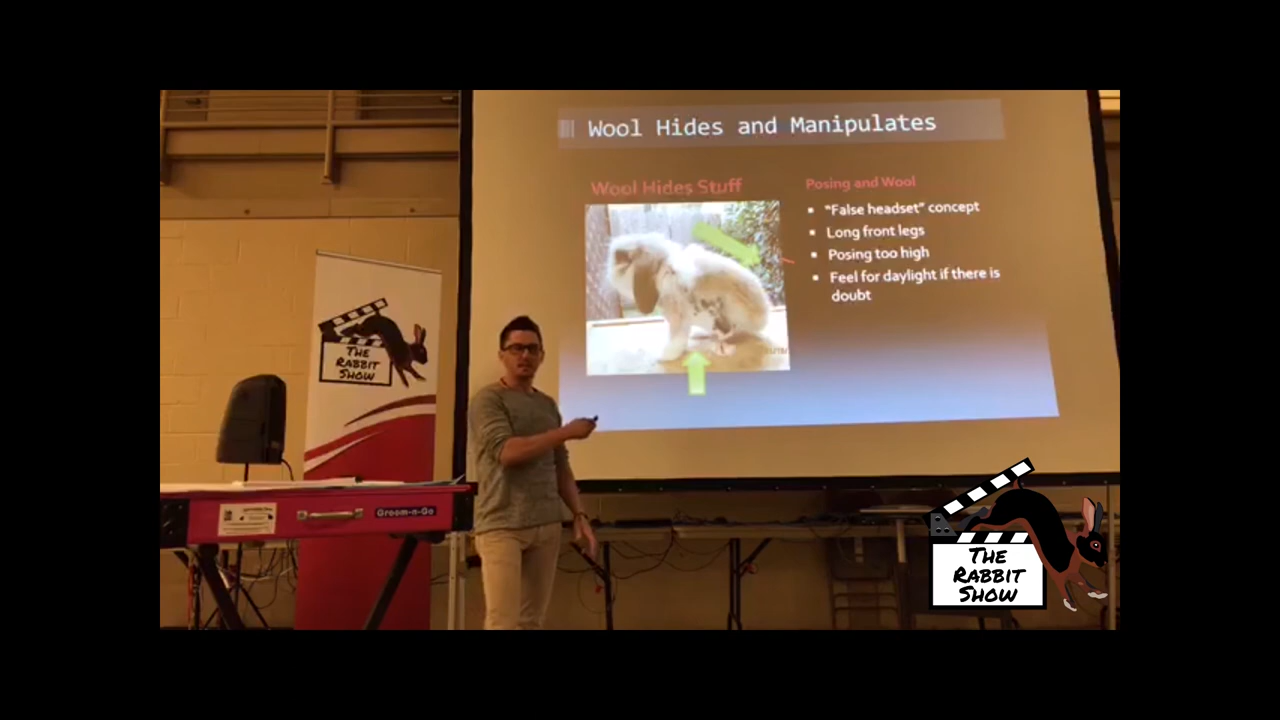 Wool Hides and Manipulates
Wool Hides Stuff
Posing and Wool
"False headset" concept
Long front legs
Posing too high
Feel for daylight if there is
doubt
THE
RABBIT
SHOW
Groom-n-Go
THE
RABBIT
SHOW